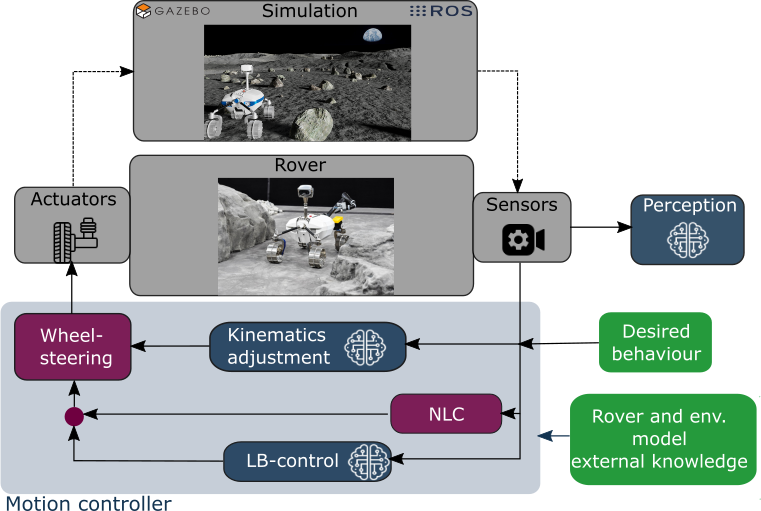 GAZEBO
Simulation
ROS
Rover
Actuators
Sensors
Perception
Wheel-
steering
Kinematics
adjustment
Desired
behaviour
NLC
Rover and env.
model
external knowledge
LB-control
Motion controller